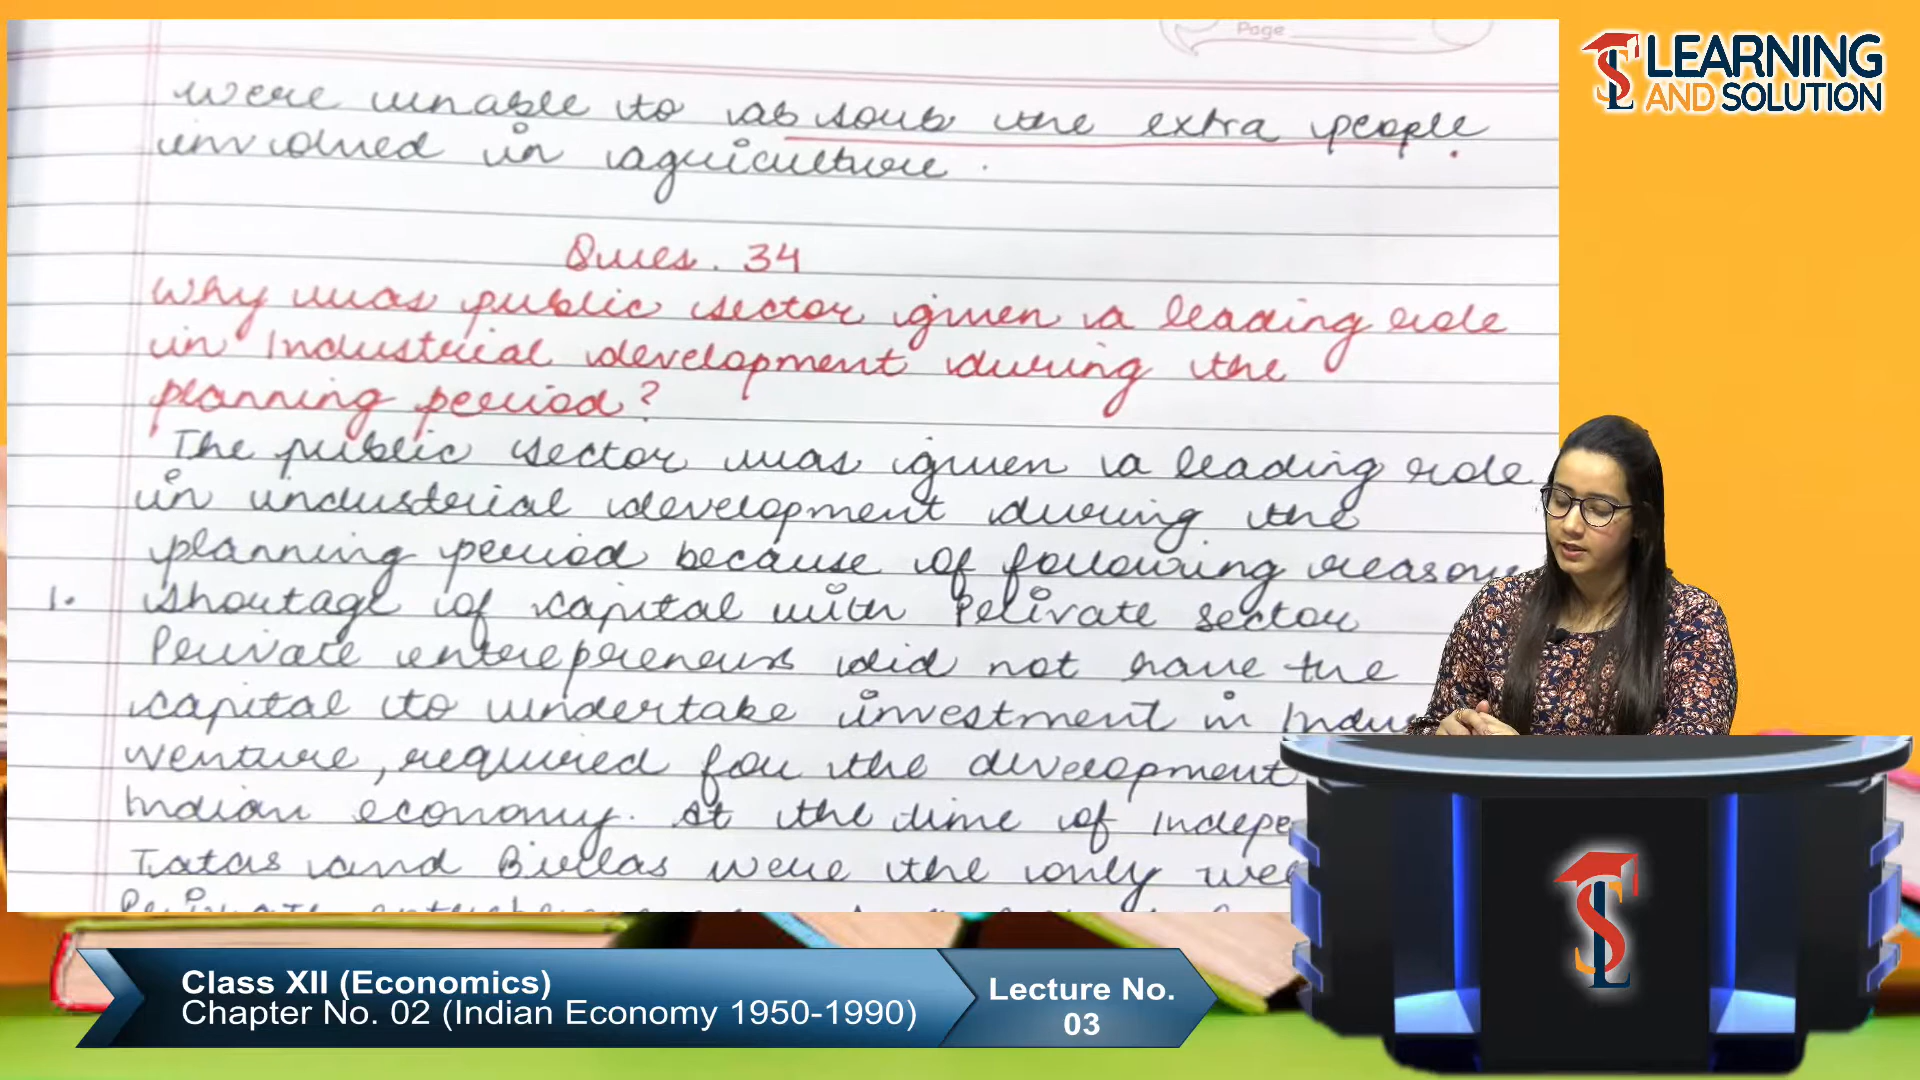 Page
LEARNING
AND SOLUTION
were unable to absorb the extra people
involved in agriculture.
Ques. 34
Why was public sector given a leading role
in Industrial development during the
planning period?
The public sector was given a leading role
in industrial development during the
planning period because of following reasons
1. Shortage of capital with Private sector
Private entrepreneurs did not have the
capital to undertake investment in Indus
venture, required for the development
Indian economy. At the time of Indepe
Tatas and Birlas were the only we
Class XII (Economics)
Chapter No. 02 (Indian Economy 1950-1990)
Lecture No.
03